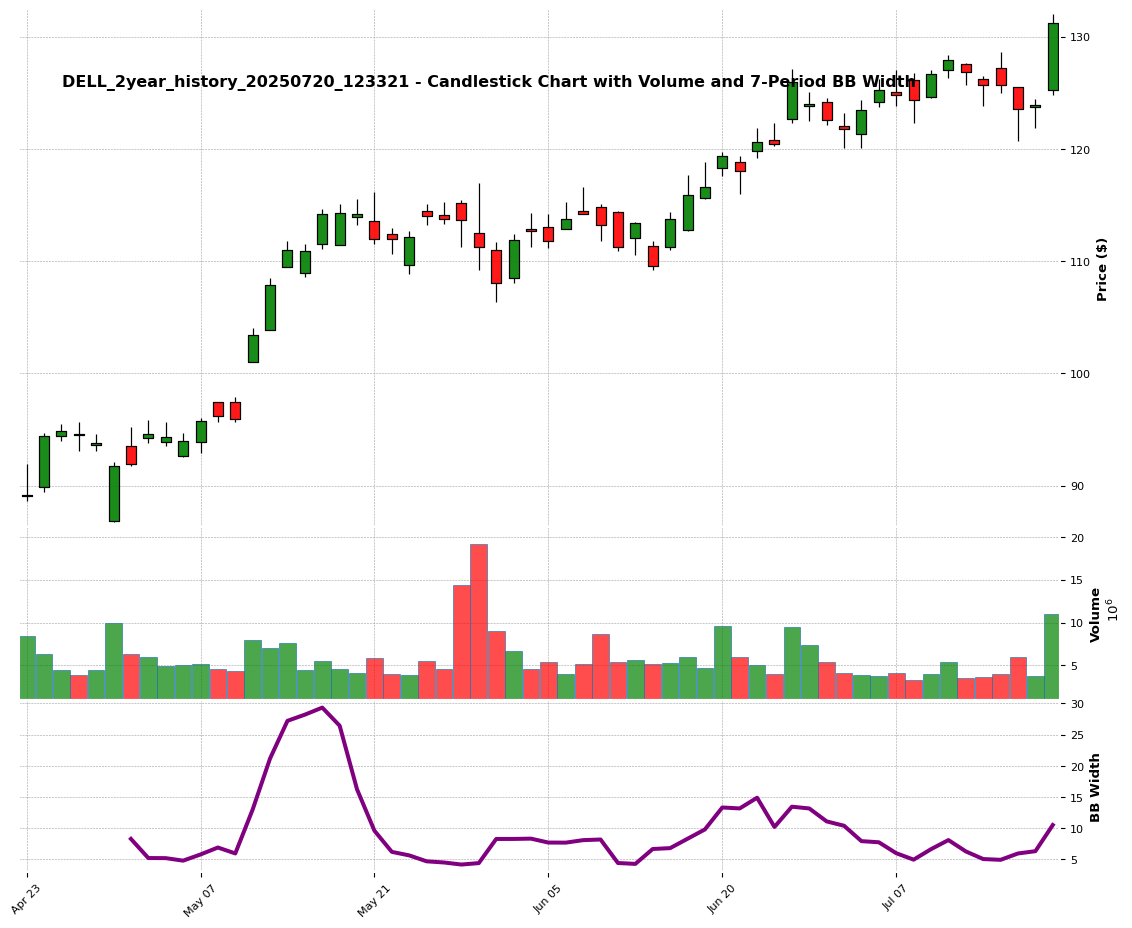 DELL_2year_history_20250720_123321 - Candlestick Chart with Volume and 7-Period BB Width
130
120
110
100
90
Price ($)
20
15
10
5
Volume
10^6
30
25
20
15
10
5
BB Width
Apr 23
May 07
May 21
Jun 05
Jun 20
Jul 07